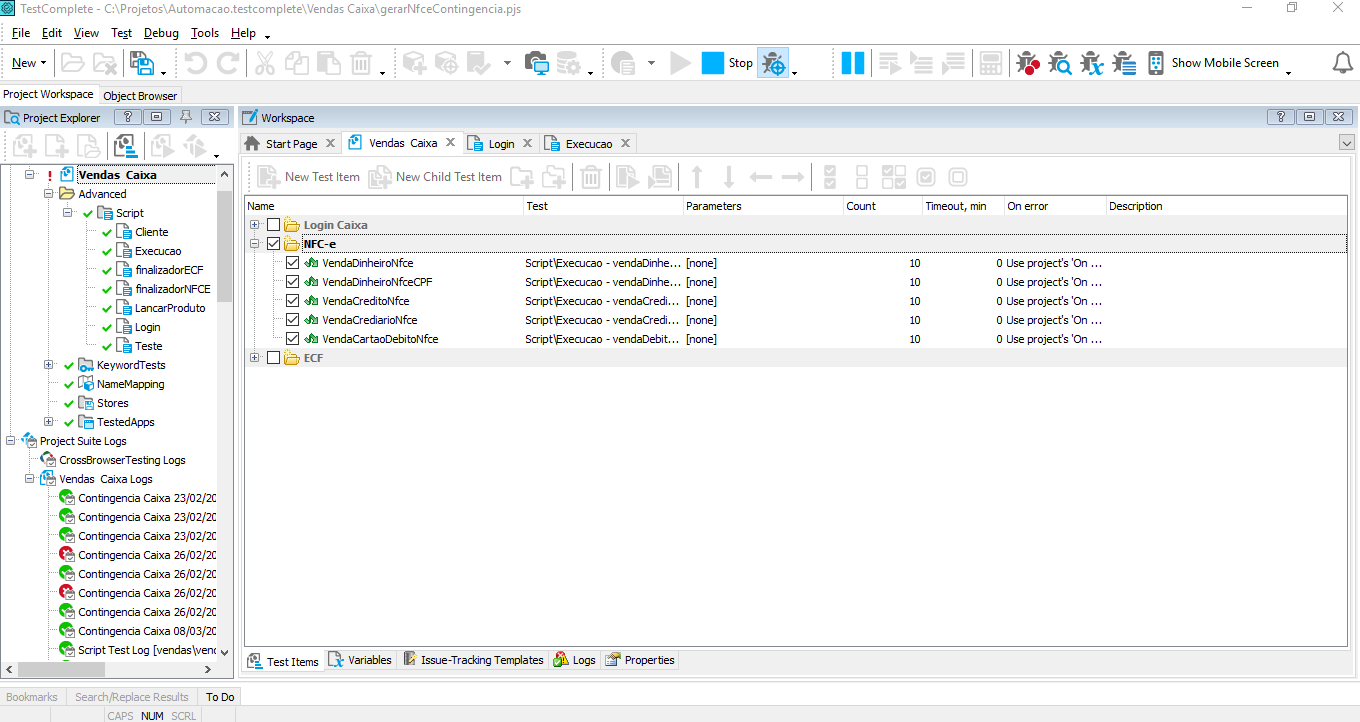 TestComplete - C:\Projetos\Automacao.testcomplete\Vendas Caixa\gerarNfceContingencia.pjs
File Edit View Test Debug Tools Help
New Stop Show Mobile Screen
Project Workspace Object Browser
Project Explorer
Workspace
Start Page Vendas Caixa Login Execucao
New Test Item New Child Test Item
Name Test Parameters Count Timeout, min On error Description
Login Caixa
NFC-e
VendaDinheiroNfce Script\Execucao - vendaDinhe... [none] 10 0 Use project's 'On ...
VendaDinheiroNfceCPF Script\Execucao - vendaDinhe... [none] 10 0 Use project's 'On ...
VendaCreditoNfce Script\Execucao - vendaCredi... [none] 10 0 Use project's 'On ...
VendaCrediarioNfce Script\Execucao - vendaCredi... [none] 10 0 Use project's 'On ...
VendaCartaoDebitoNfce Script\Execucao - vendaDebit... [none] 10 0 Use project's 'On ...
ECF
Vendas Caixa
Advanced
Script
Cliente
Execucao
finalizadorECF
finalizadorNFCE
LancarProduto
Login
Teste
KeywordTests
NameMapping
Stores
TestedApps
Project Suite Logs
CrossBrowserTesting Logs
Vendas Caixa Logs
Contingencia Caixa 23/02/20
Contingencia Caixa 23/02/20
Contingencia Caixa 23/02/20
Contingencia Caixa 26/02/20
Contingencia Caixa 26/02/20
Contingencia Caixa 26/02/20
Contingencia Caixa 26/02/20
Contingencia Caixa 08/03/20
Script Test Log [vendas\vend
Test Items Variables Issue-Tracking Templates Logs Properties
Bookmarks Search/Replace Results To Do
CAPS NUM SCRL